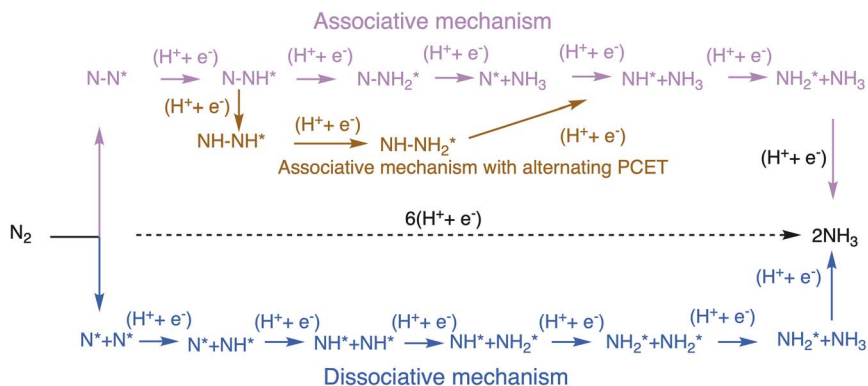 Associative mechanism
(H⁺+ e⁻) (H⁺+ e⁻) (H⁺+ e⁻) (H⁺+ e⁻) (H⁺+ e⁻)
N-N* N-NH* N-NH₂* N*+NH₃ NH*+NH₃ NH₂*+NH₃
(H⁺+ e⁻) (H⁺+ e⁻) (H⁺+ e⁻)
NH-NH* NH-NH₂*
Associative mechanism with alternating PCET
(H⁺+ e⁻)
6(H⁺+ e⁻)
N₂ 2NH₃
(H⁺+ e⁻)
(H⁺+ e⁻) (H⁺+ e⁻) (H⁺+ e⁻) (H⁺+ e⁻) (H⁺+ e⁻)
N*+N* N*+NH* NH*+NH* NH*+NH₂* NH₂*+NH₂* NH₂*+NH₃
Dissociative mechanism